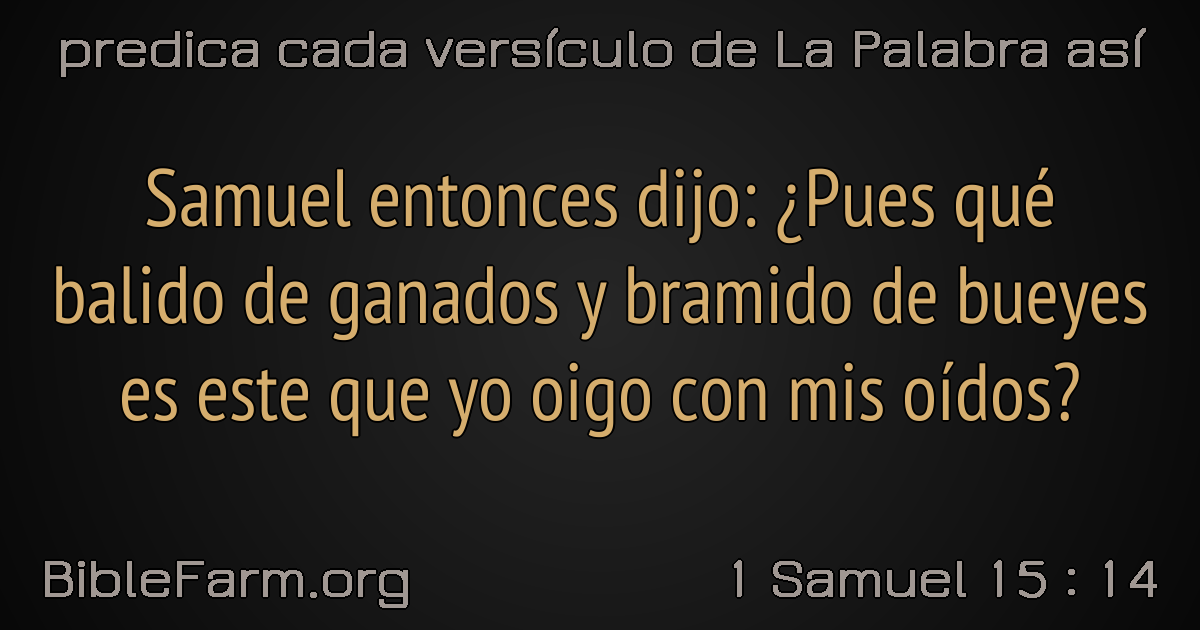 predica cada versículo de La Palabra así
Samuel entonces dijo: ¿Pues qué
balido de ganados y bramido de bueyes
es este que yo oigo con mis oídos?
BibleFarm.org
1 Samuel 15 : 14